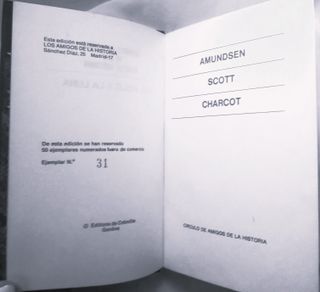 Esta edición está reservada a
LOS AMIGOS DE LA HISTORIA
Sánchez Díaz, 25 Madrid-17
De esta edición se han reservado
50 ejemplares numerados fuera de comercio
Ejemplar N.º 31
© Editions de Crémille
Genève
AMUNDSEN
SCOTT
CHARCOT
CIRCULO DE AMIGOS DE LA HISTORIA